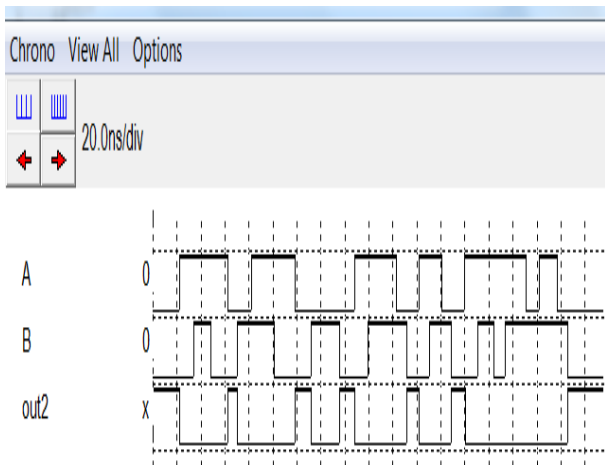 Chrono View All Options
20.0ns/div
A 0
B 0
out2 x